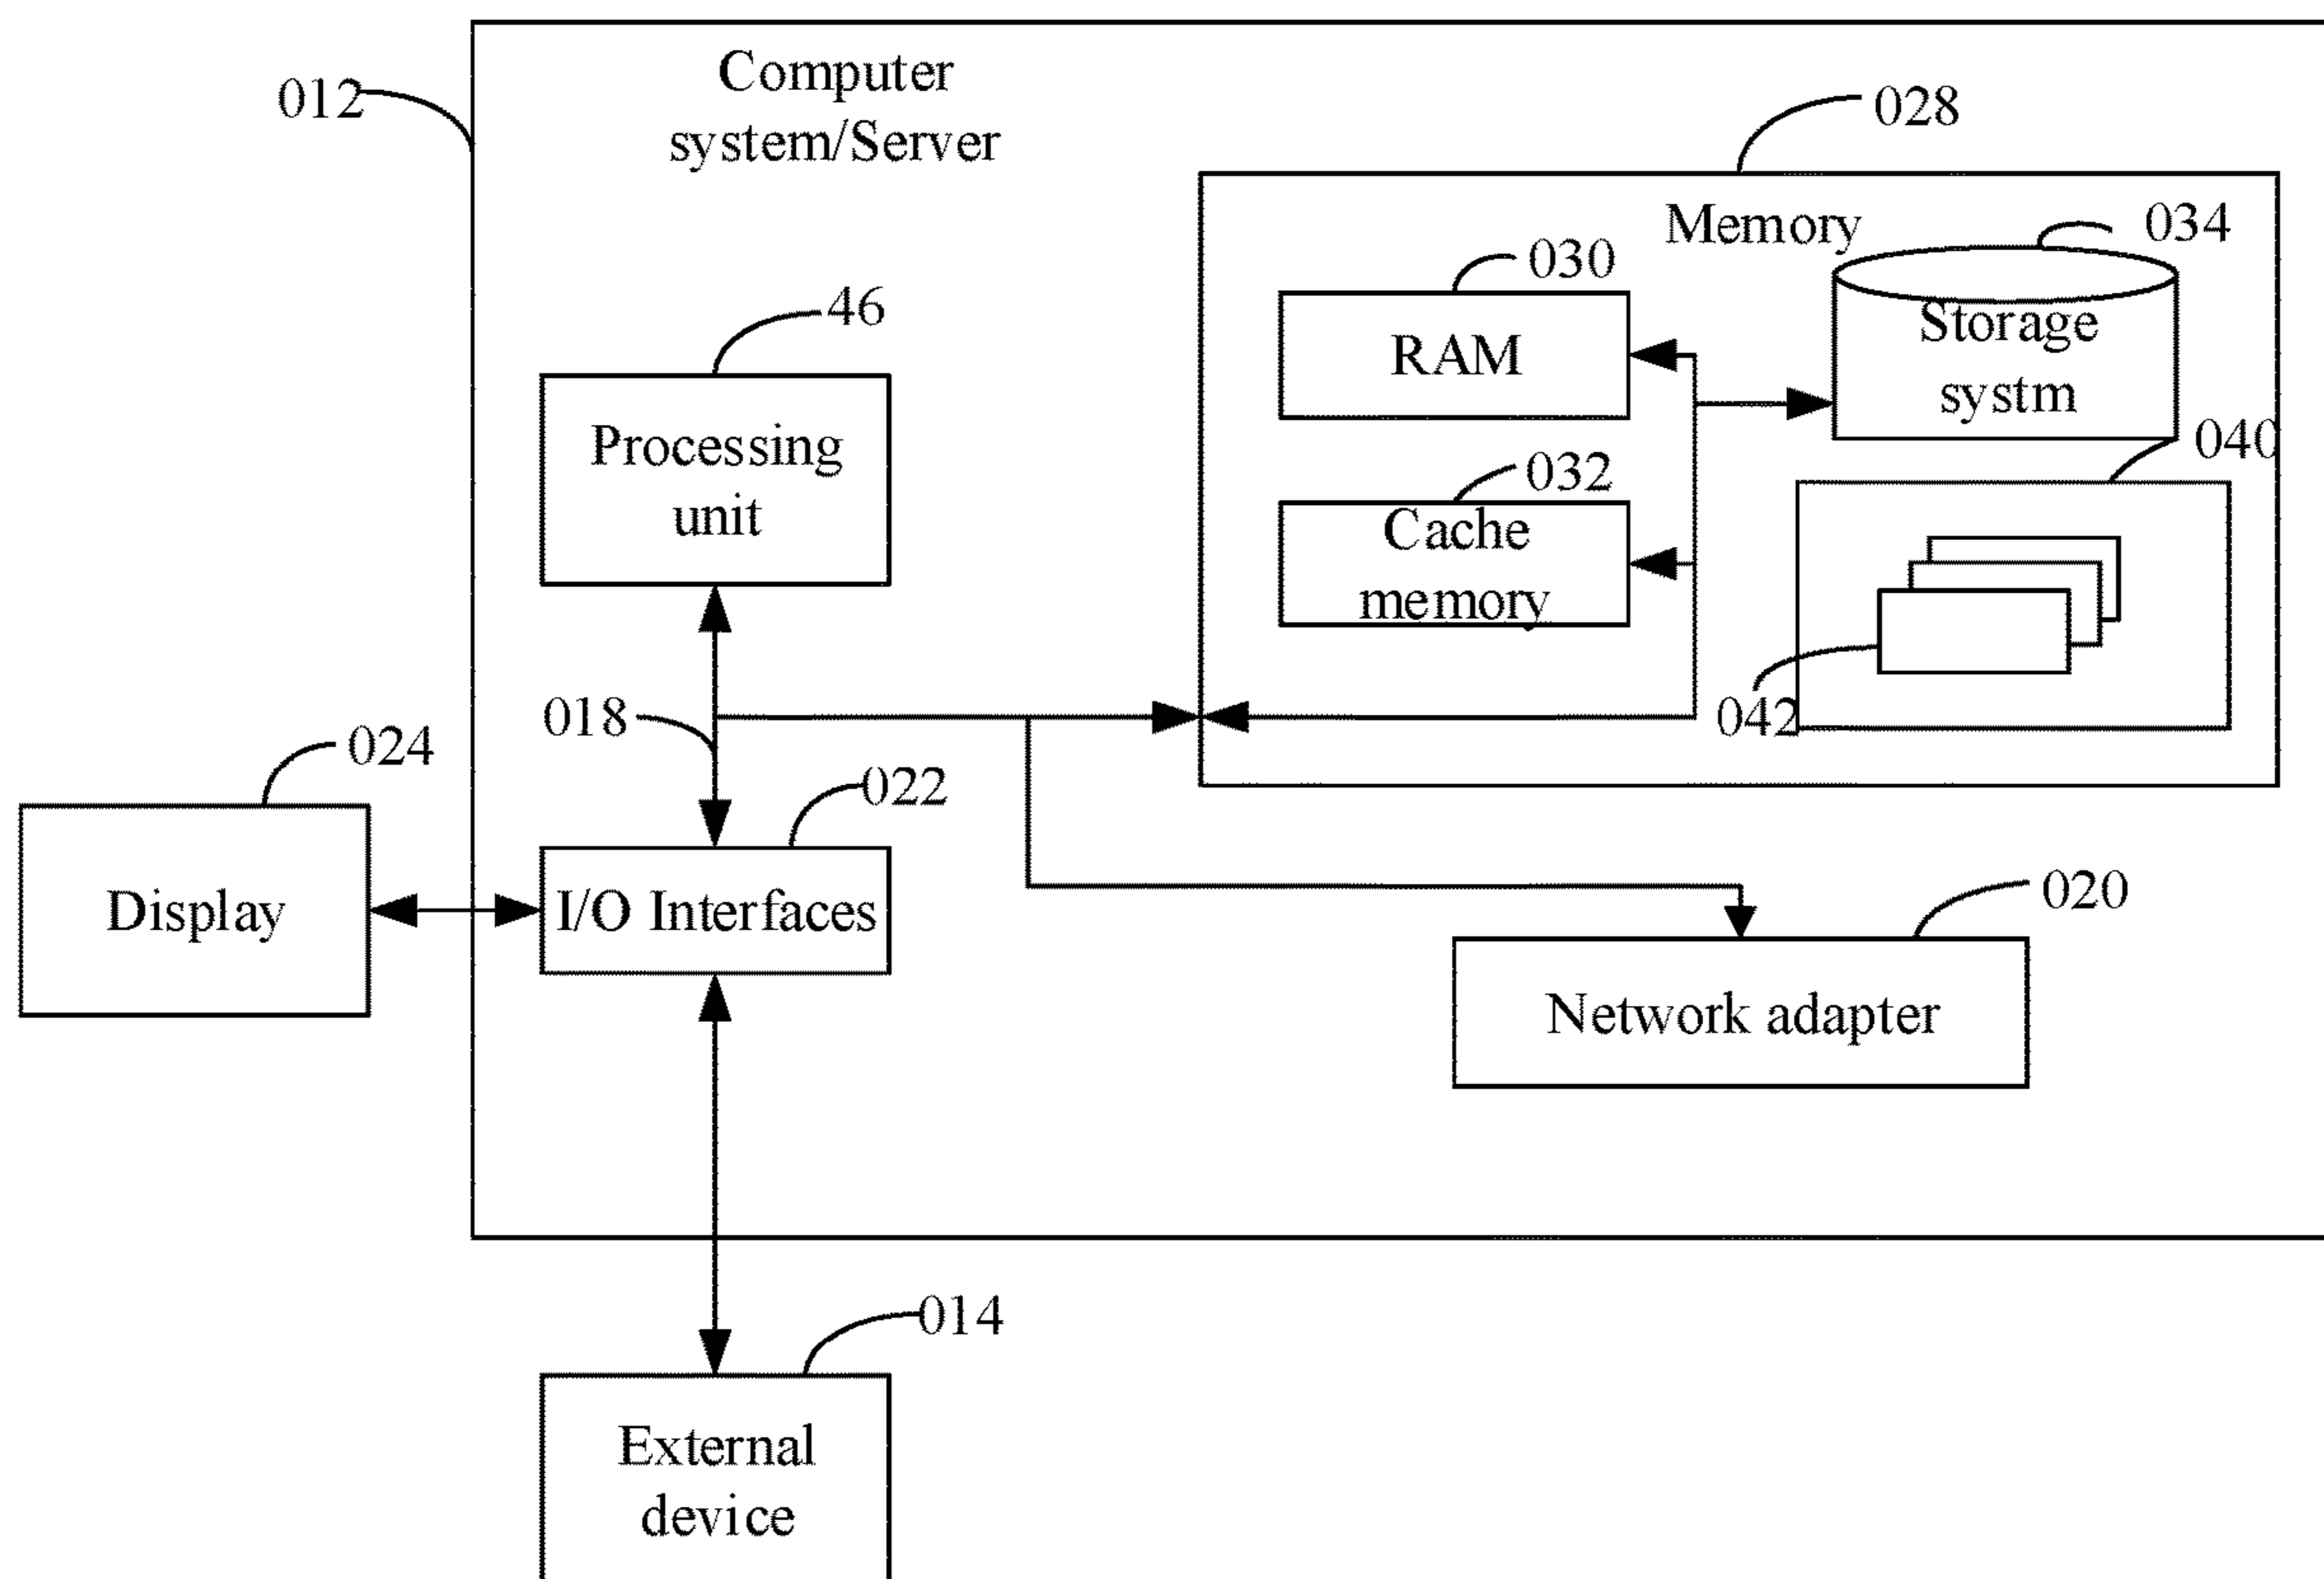 Computer
system/Server
012
028
Memory
034
030
RAM
Storage
systm
46
Processing
unit
040
032
Cache
memory
018
042
024
022
Display
I/O Interfaces
020
Network adapter
014
External
device